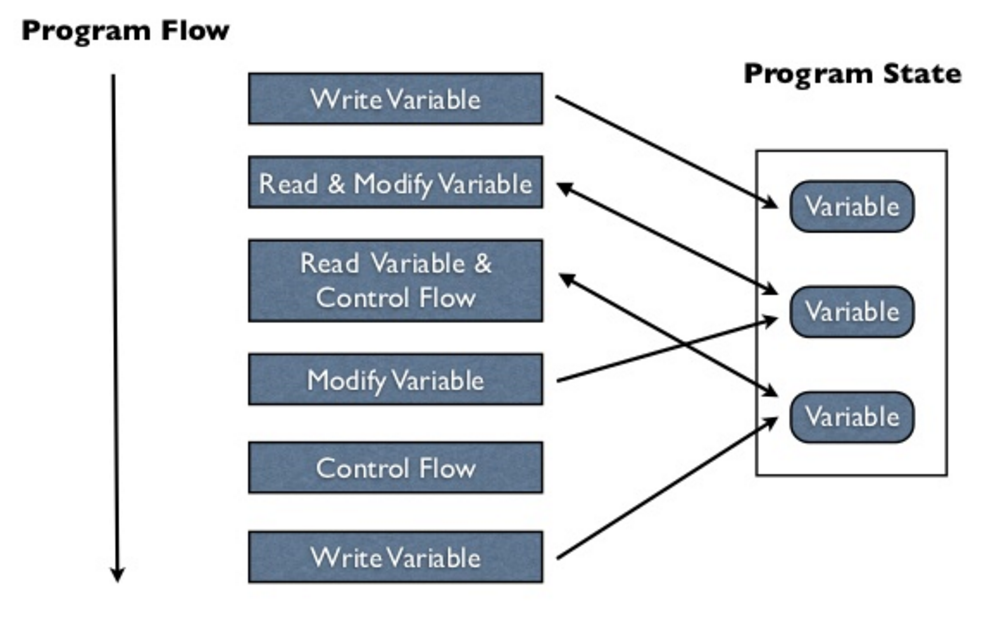 Program Flow
Program State
Write Variable
Read & Modify Variable
Read Variable &
Control Flow
Modify Variable
Control Flow
Write Variable
Variable
Variable
Variable